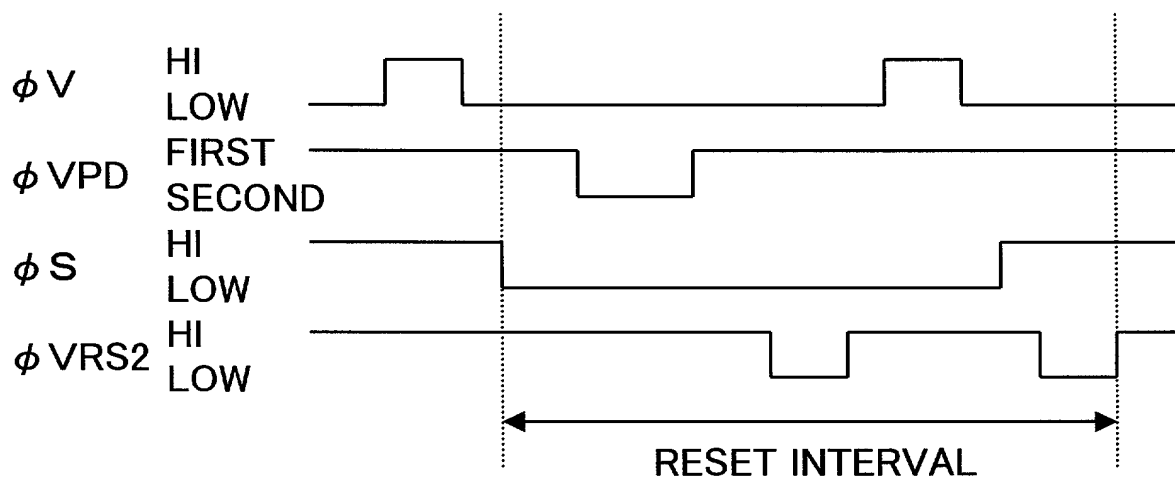 φV HI
LOW
φVPD FIRST
SECOND
φS HI
LOW
φVRS2 HI
LOW
RESET INTERVAL